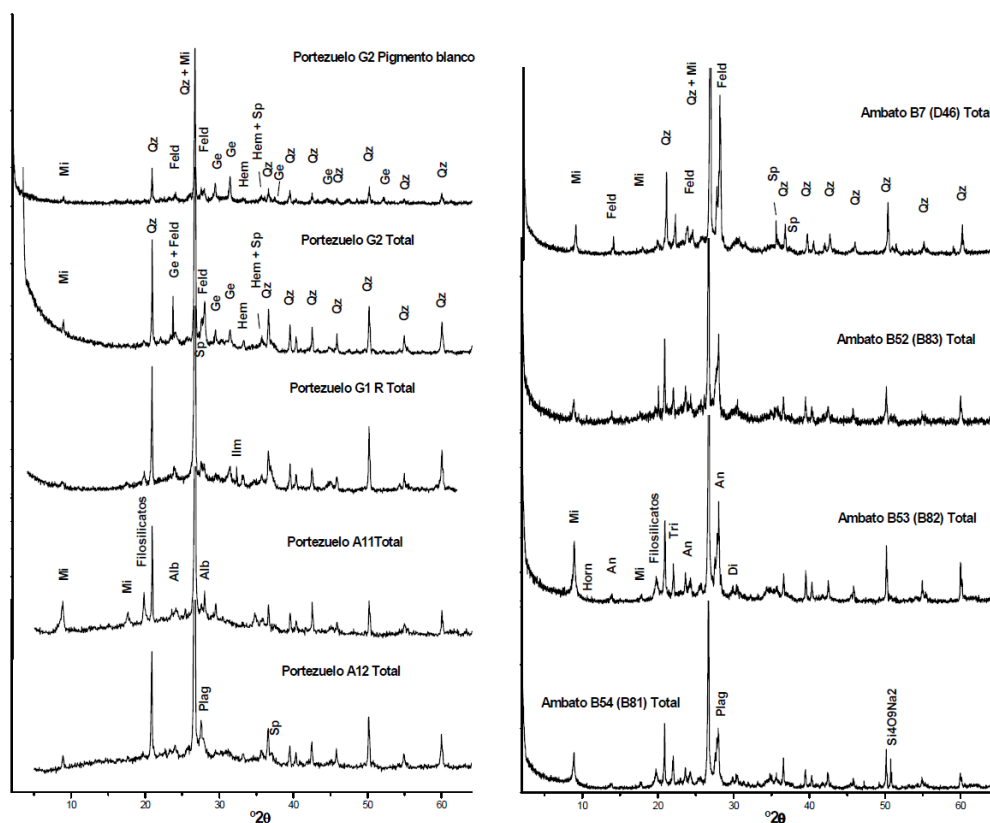 Portezuelo G2 Pigmento blanco
Qz + Mi
Mi
Qz
Feld
Feld
Ge
Ge
Hem
Hem + Sp
Qz
Ge
Qz
Qz
Ge
Qz
Qz
Ge
Qz
Qz
Portezuelo G2 Total
Mi
Qz
Ge + Feld
Sp
Feld
Ge
Ge
Hem
Hem + Sp
Qz
Qz
Qz
Qz
Qz
Qz
Qz
Portezuelo G1 R Total
Ilm
Portezuelo A11Total
Mi
Mi
Filosilicatos
Alb
Alb
Portezuelo A12 Total
Plag
Sp
10
20
30
40
50
60
°2θ
Ambato B7 (D46) Total
Mi
Feld
Mi
Qz
Feld
Qz + Mi
Feld
Sp
Qz
Sp
Qz
Qz
Qz
Qz
Qz
Qz
Ambato B52 (B83) Total
Ambato B53 (B82) Total
Mi
Horn
An
Mi
Filosilicatos
Tri
An
An
Di
Ambato B54 (B81) Total
Plag
Si4O9Na2
10
20
30
40
50
60
°2θ